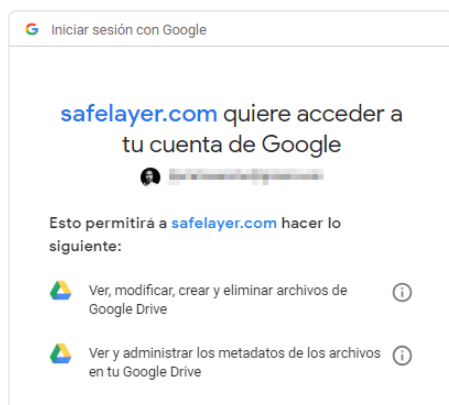 Iniciar sesión con Google
safelayer.com quiere acceder a
tu cuenta de Google
Esto permitirá a safelayer.com hacer lo
siguiente:
Ver, modificar, crear y eliminar archivos de
Google Drive
Ver y administrar los metadatos de los archivos
en tu Google Drive